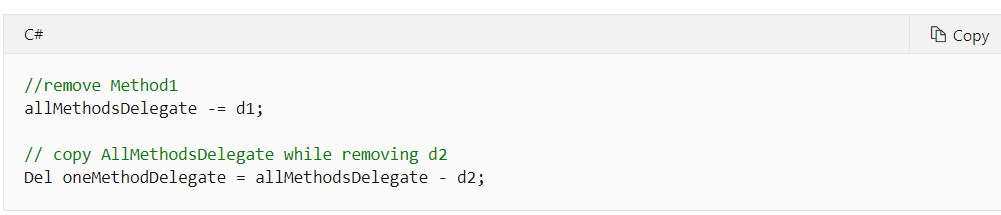 C#
Copy
//remove Method1
allMethodsDelegate -= d1;
// copy AllMethodsDelegate while removing d2
Del oneMethodDelegate = allMethodsDelegate - d2;